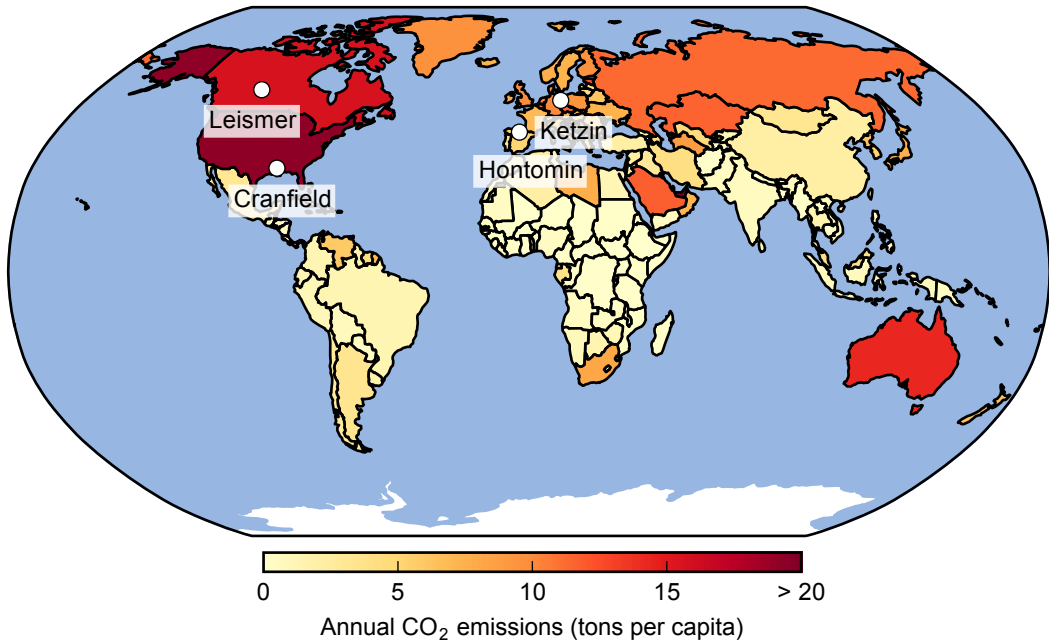 Leismer
Ketzin
Hontomin
Cranfield
0 5 10 15 > 20
Annual CO₂ emissions (tons per capita)